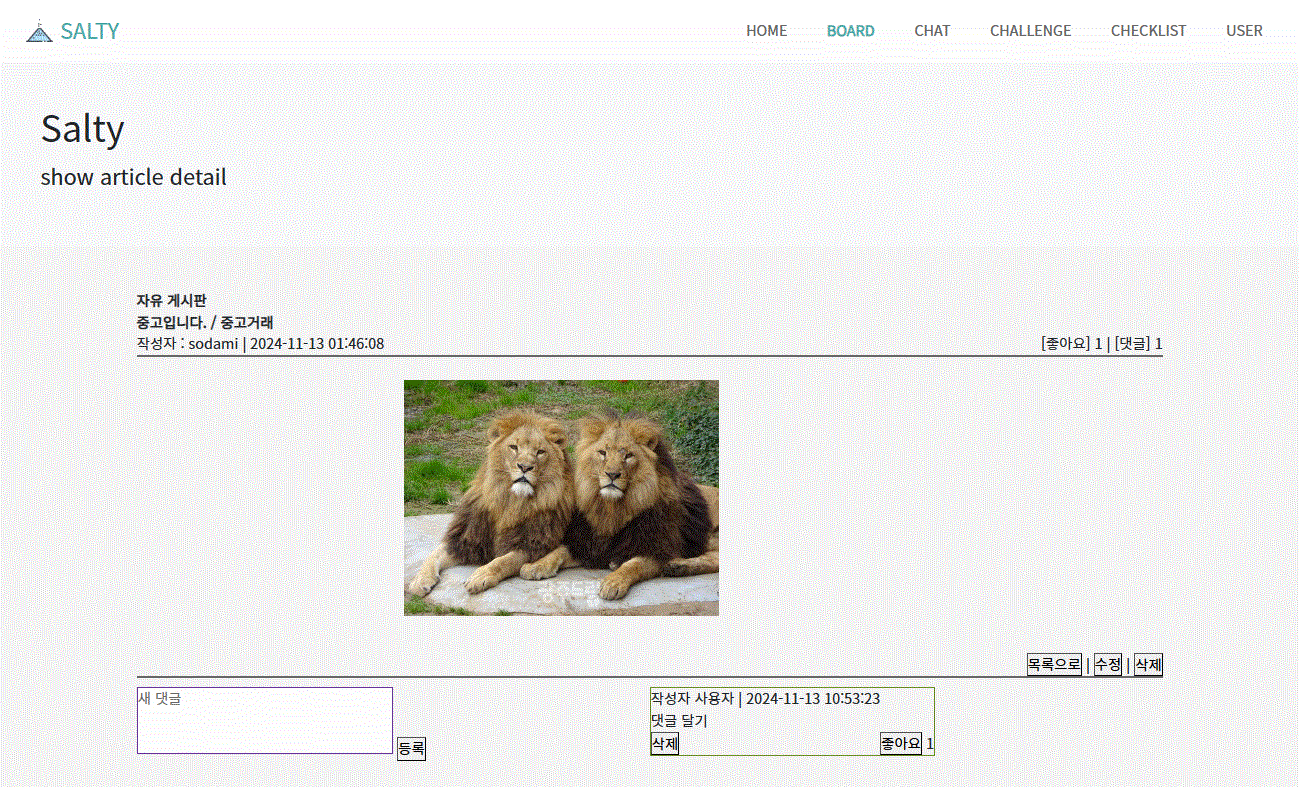 SALTY
HOME BOARD CHAT CHALLENGE CHECKLIST USER
Salty
show article detail
자유 게시판
중고입니다. / 중고거래
작성자 : sodami | 2024-11-13 01:46:08 [좋아요] 1 | [댓글] 1
목록으로 | 수정 | 삭제
새 댓글
등록
작성자 사용자 | 2024-11-13 10:53:23
댓글 달기
삭제 좋아요 1